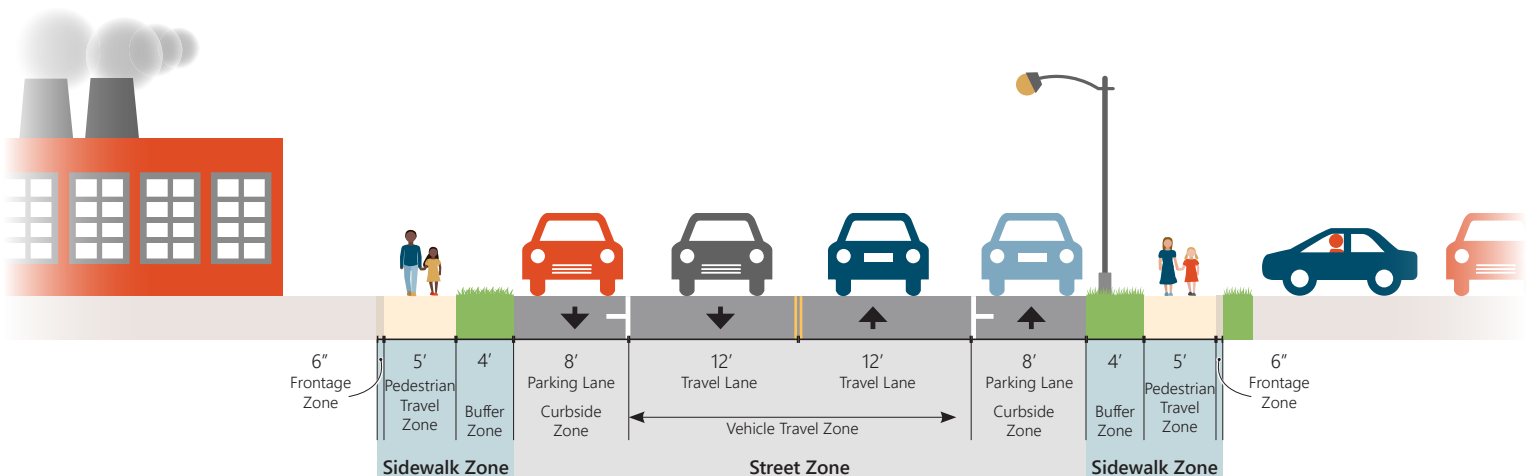 6”
Frontage
Zone
5’
Pedestrian
Travel
Zone
4’
Buffer
Zone
8’
Parking Lane
Curbside
Zone
12’
Travel Lane
12’
Travel Lane
Vehicle Travel Zone
8’
Parking Lane
Curbside
Zone
4’
Buffer
Zone
5’
Pedestrian
Travel
Zone
6”
Frontage
Zone
Sidewalk Zone
Street Zone
Sidewalk Zone